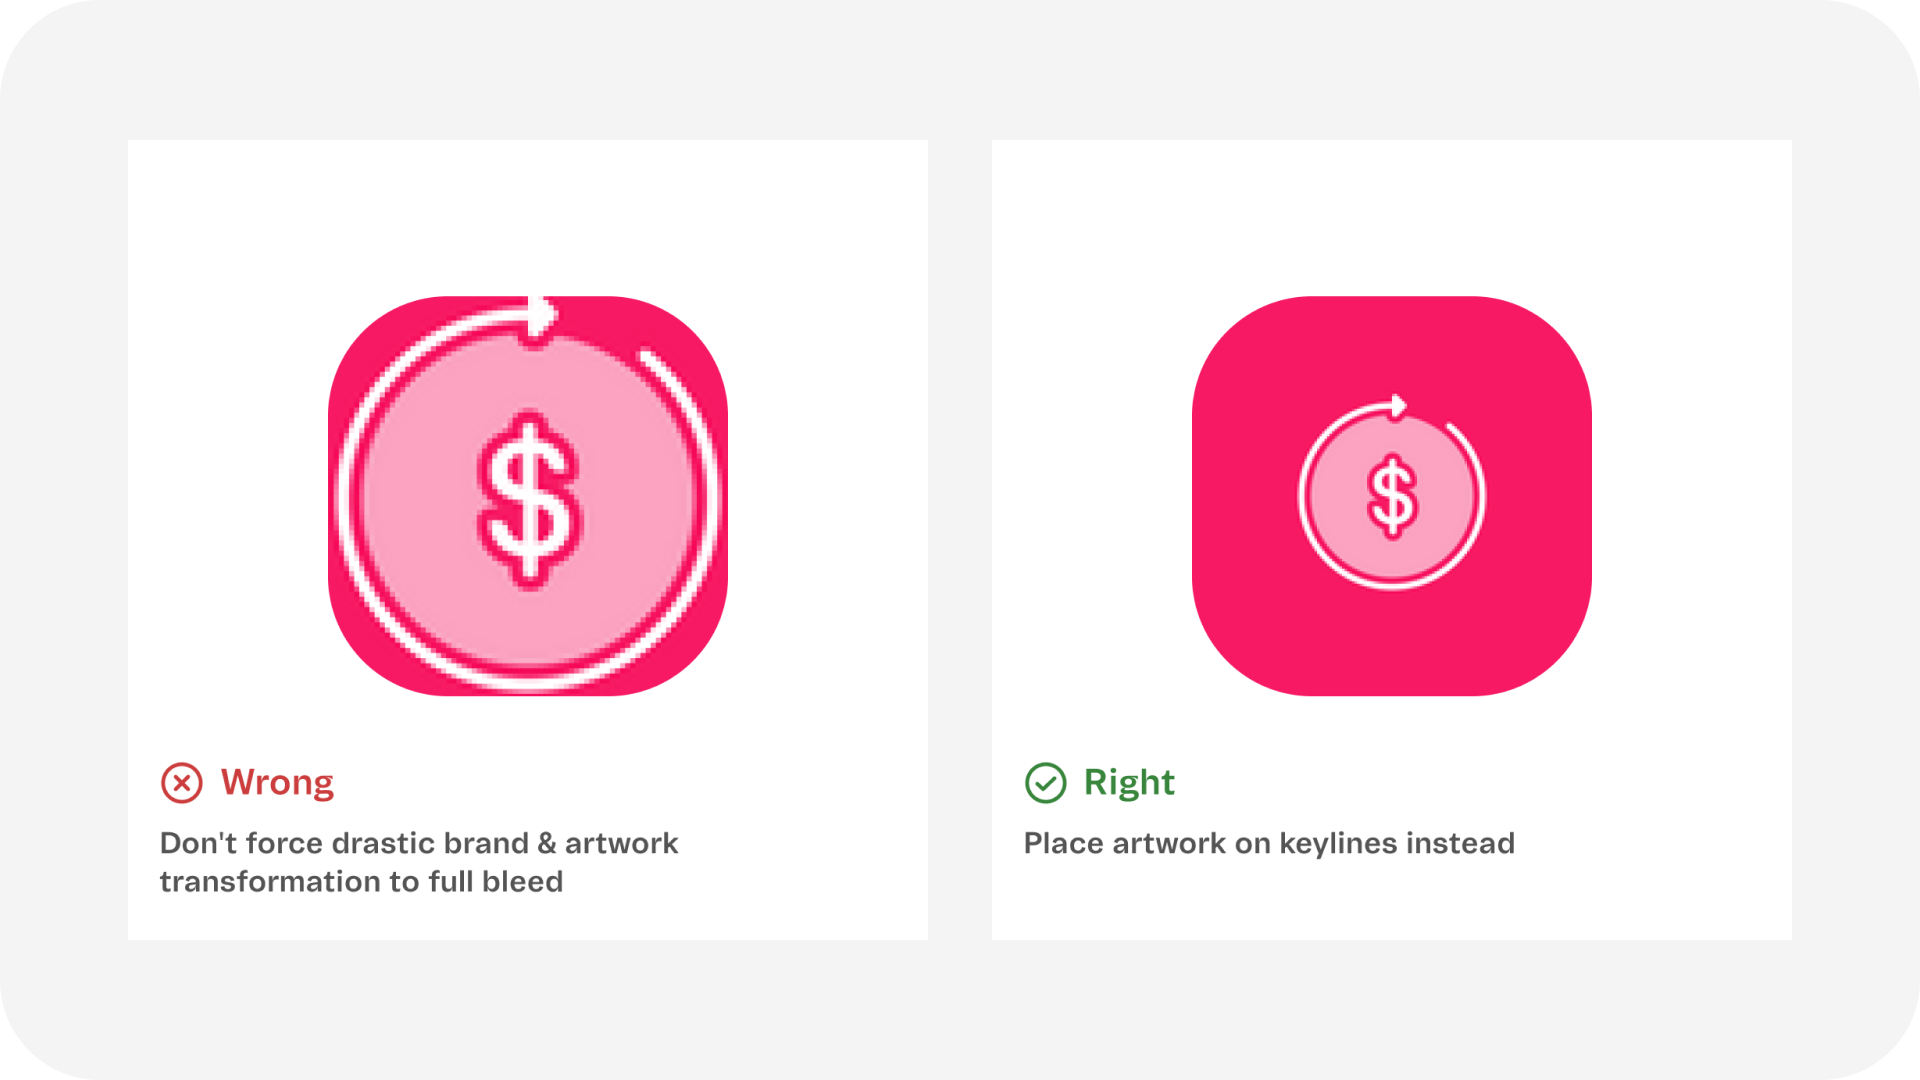 $
$
Wrong
Don't force drastic brand & artwork
transformation to full bleed
Right
Place artwork on keylines instead